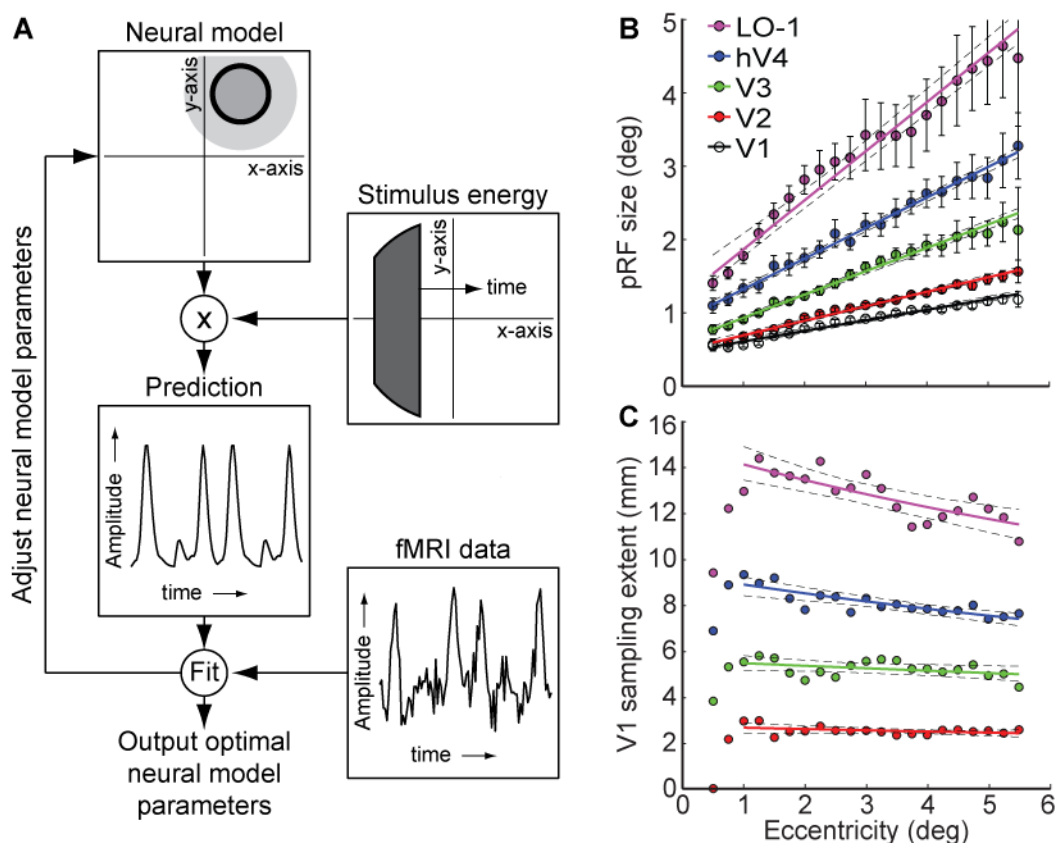 A
Neural model
y-axis
x-axis
Adjust neural model parameters
Stimulus energy
y-axis
time
x-axis
X
Prediction
Amplitude
time
fMRI data
Amplitude
time
Fit
Output optimal
neural model
parameters
B
LO-1
hV4
V3
V2
V1
pRF size (deg)
5
4
3
2
1
0
C
V1 sampling extent (mm)
16
14
12
10
8
6
4
2
0
0 1 2 3 4 5 6
Eccentricity (deg)